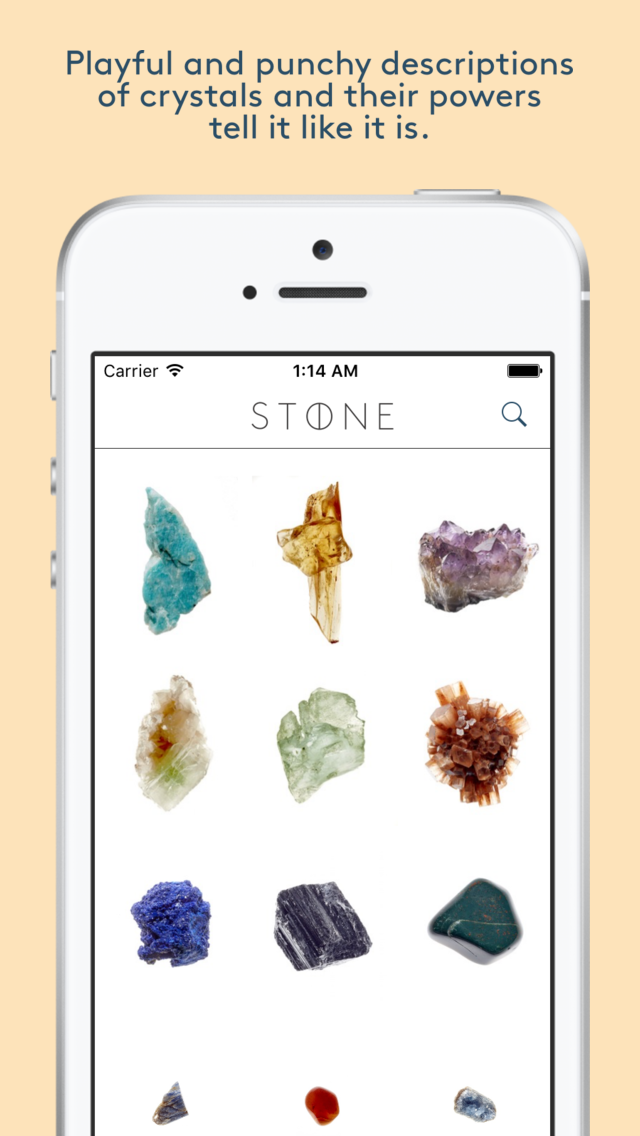 Playful and punchy descriptions
of crystals and their powers
tell it like it is.
Carrier 1:14 AM
STONE